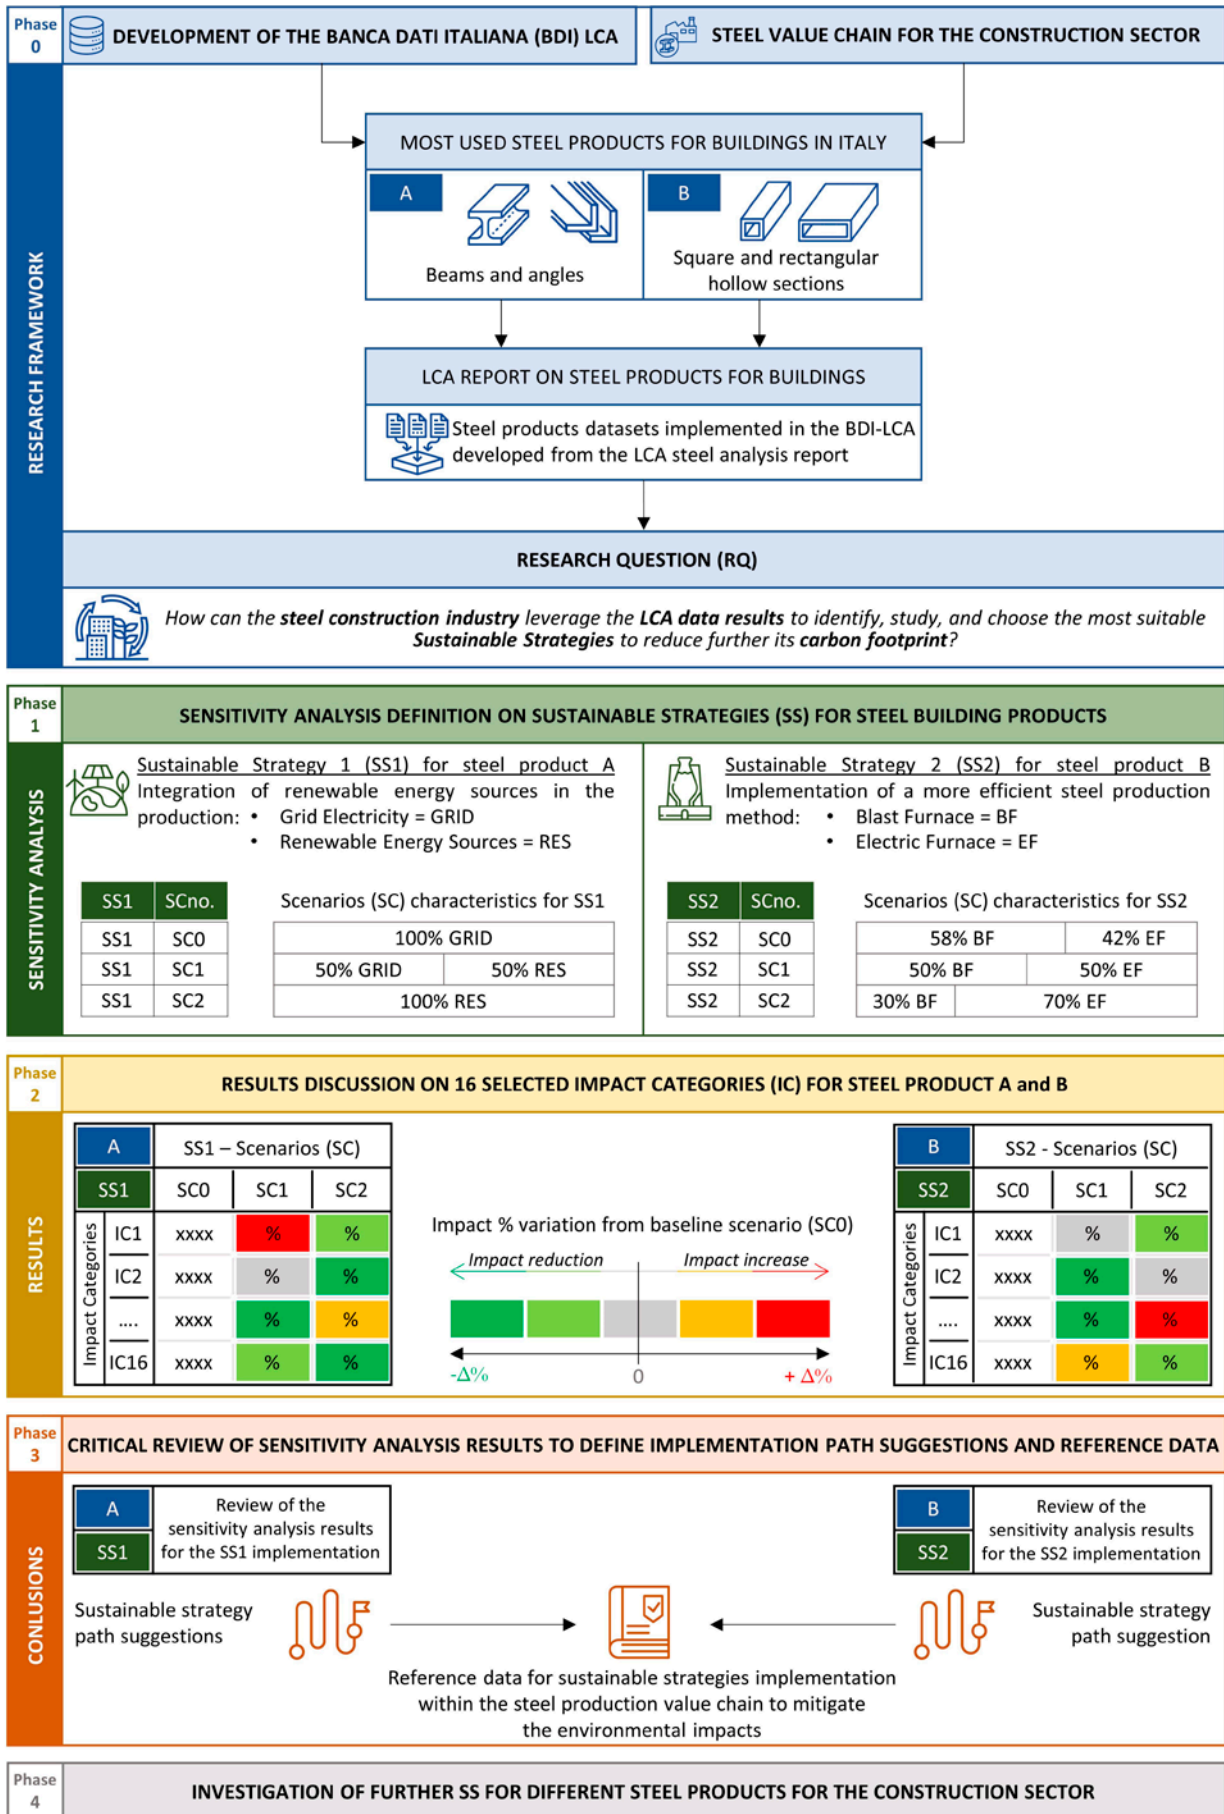 Phase
0
DEVELOPMENT OF THE BANCA DATI ITALIANA (BDI) LCA
STEEL VALUE CHAIN FOR THE CONSTRUCTION SECTOR
RESEARCH FRAMEWORK
MOST USED STEEL PRODUCTS FOR BUILDINGS IN ITALY
A
Beams and angles
B
Square and rectangular
hollow sections
LCA REPORT ON STEEL PRODUCTS FOR BUILDINGS
Steel products datasets implemented in the BDI-LCA
developed from the LCA steel analysis report
RESEARCH QUESTION (RQ)
How can the steel construction industry leverage the LCA data results to identify, study, and choose the most suitable
Sustainable Strategies to reduce further its carbon footprint?
Phase
1
SENSITIVITY ANALYSIS DEFINITION ON SUSTAINABLE STRATEGIES (SS) FOR STEEL BUILDING PRODUCTS
SENSITIVITY ANALYSIS
Sustainable Strategy 1 (SS1) for steel product A
Integration of renewable energy sources in the
production: • Grid Electricity = GRID
• Renewable Energy Sources = RES
SS1 SCno. Scenarios (SC) characteristics for SS1
SS1 SC0 100% GRID
SS1 SC1 50% GRID 50% RES
SS1 SC2 100% RES
Sustainable Strategy 2 (SS2) for steel product B
Implementation of a more efficient steel production
method: • Blast Furnace = BF
• Electric Furnace = EF
SS2 SCno. Scenarios (SC) characteristics for SS2
SS2 SC0 58% BF 42% EF
SS2 SC1 50% BF 50% EF
SS2 SC2 30% BF 70% EF
Phase
2
RESULTS DISCUSSION ON 16 SELECTED IMPACT CATEGORIES (IC) FOR STEEL PRODUCT A and B
RESULTS
A SS1 – Scenarios (SC)
SS1 SC0 SC1 SC2
Impact Categories
IC1 xxxx % %
IC2 xxxx % %
.... xxxx % %
IC16 xxxx % %
Impact % variation from baseline scenario (SC0)
Impact reduction Impact increase
-Δ% 0 + Δ%
B SS2 - Scenarios (SC)
SS2 SC0 SC1 SC2
Impact Categories
IC1 xxxx % %
IC2 xxxx % %
.... xxxx % %
IC16 xxxx % %
Phase
3
CRITICAL REVIEW OF SENSITIVITY ANALYSIS RESULTS TO DEFINE IMPLEMENTATION PATH SUGGESTIONS AND REFERENCE DATA
CONLUSIONS
A
SS1
Review of the
sensitivity analysis results
for the SS1 implementation
B
SS2
Review of the
sensitivity analysis results
for the SS2 implementation
Sustainable strategy
path suggestions
Sustainable strategy
path suggestion
Reference data for sustainable strategies implementation
within the steel production value chain to mitigate
the environmental impacts
Phase
4
INVESTIGATION OF FURTHER SS FOR DIFFERENT STEEL PRODUCTS FOR THE CONSTRUCTION SECTOR